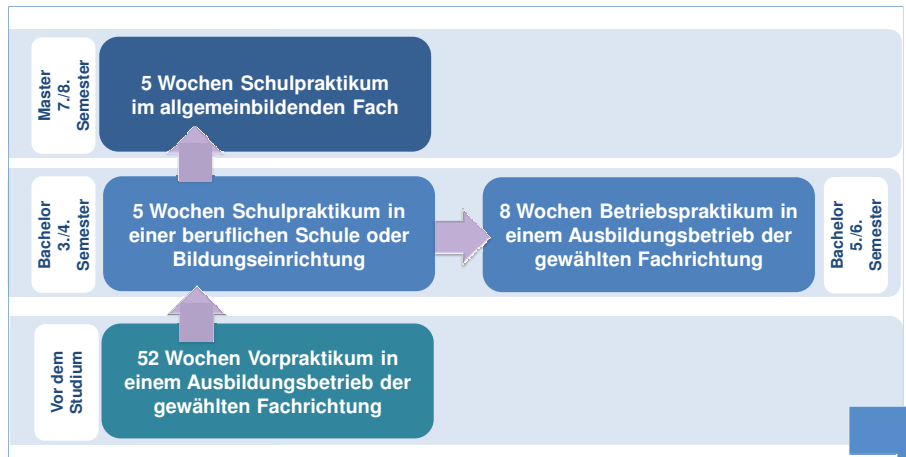 Master
7./8.
Semester
5 Wochen Schulpraktikum
im allgemeinbildenden Fach
Bachelor
3./4.
Semester
5 Wochen Schulpraktikum in
einer beruflichen Schule oder
Bildungseinrichtung
8 Wochen Betriebspraktikum in
einem Ausbildungsbetrieb der
gewählten Fachrichtung
Bachelor
5./6.
Semester
Vor dem
Studium
52 Wochen Vorpraktikum in
einem Ausbildungsbetrieb der
gewählten Fachrichtung